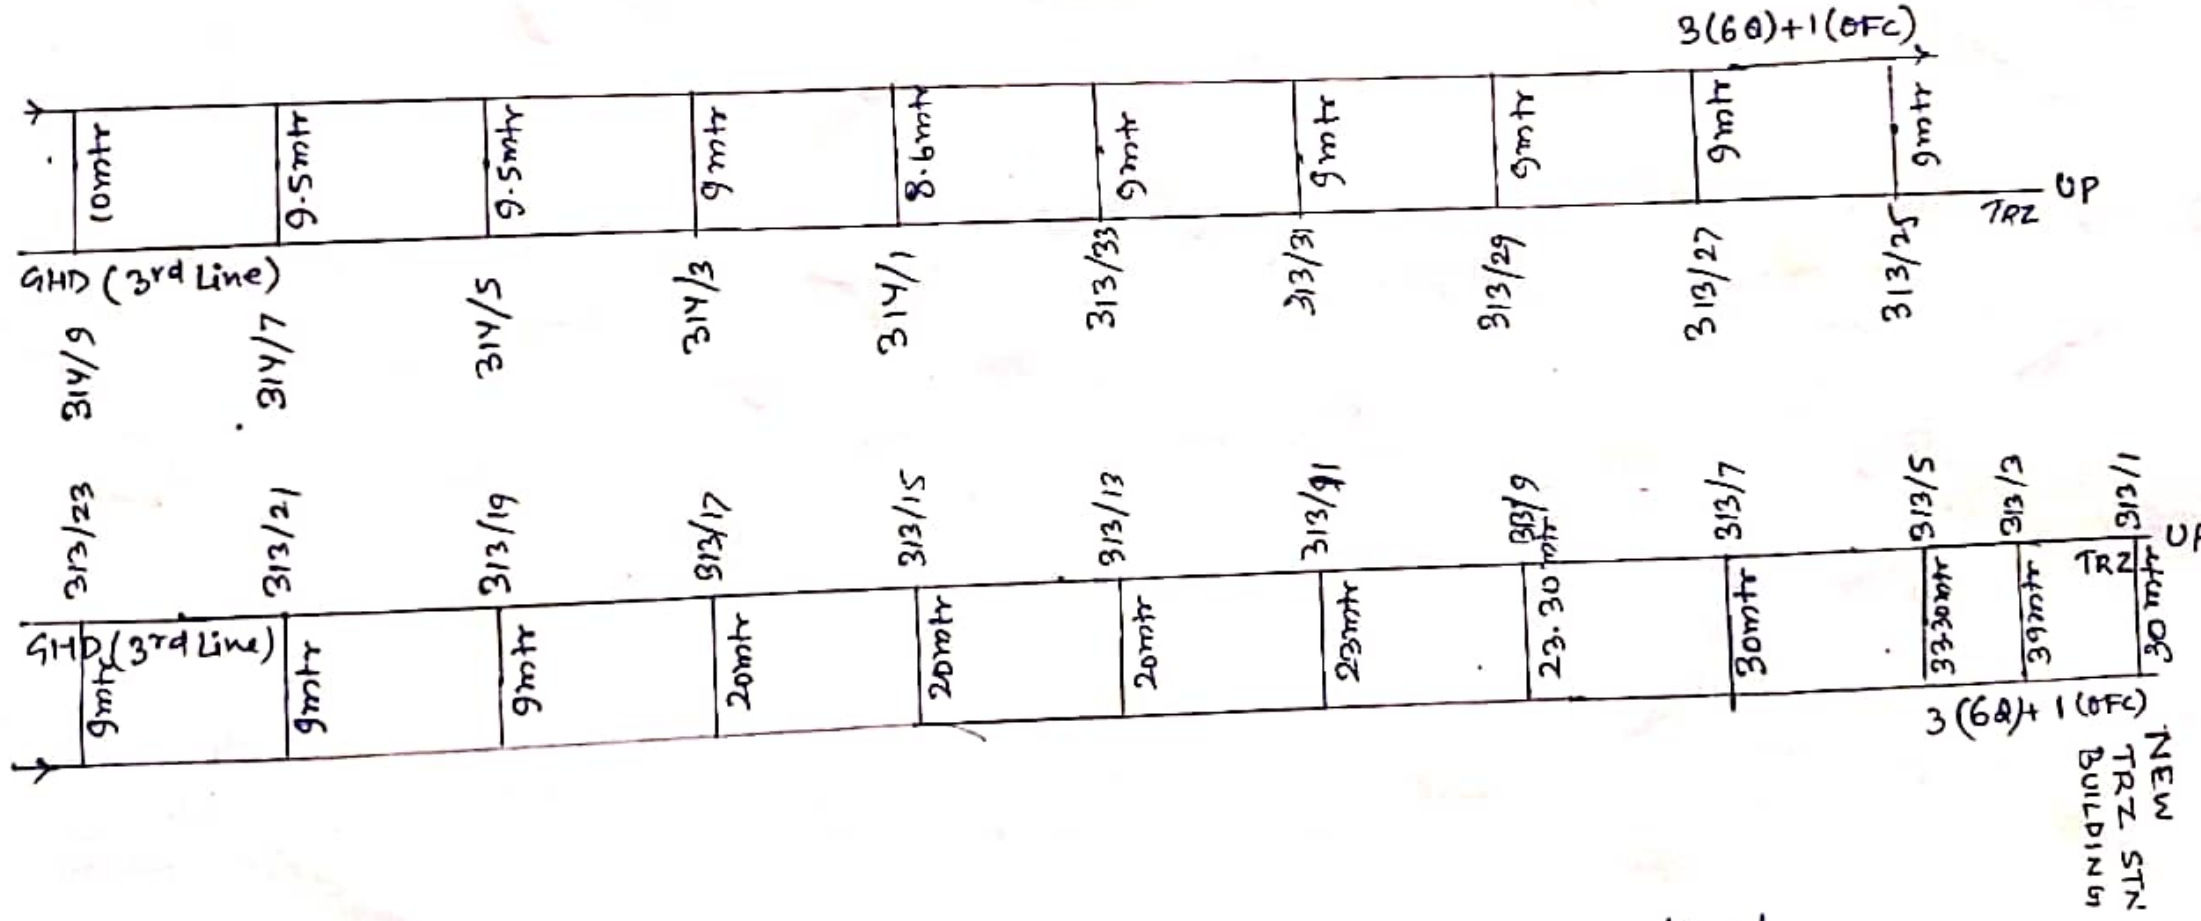 3(6Q)+1(OFC)
10mtr 9.5mtr 9.5mtr 9mtr 8.6mtr 9mtr 9mtr 9mtr 9mtr 9mtr
UP
TRZ
GHD (3rd Line)
314/9 314/7 314/5 314/3 314/1 313/33 313/31 313/29 313/27 313/25
313/23 313/21 313/19 313/17 313/15 313/13 313/11 313/9 313/7 313/5 313/3 313/1
UP
TRZ
GHD (3rd Line)
9mtr 9mtr 9mtr 20mtr 20mtr 20mtr 23mtr 23.30mtr 30mtr 33.30mtr 39mtr 30mtr
3(6Q)+1(OFC)
NEW
TRZ STN
BUILDING